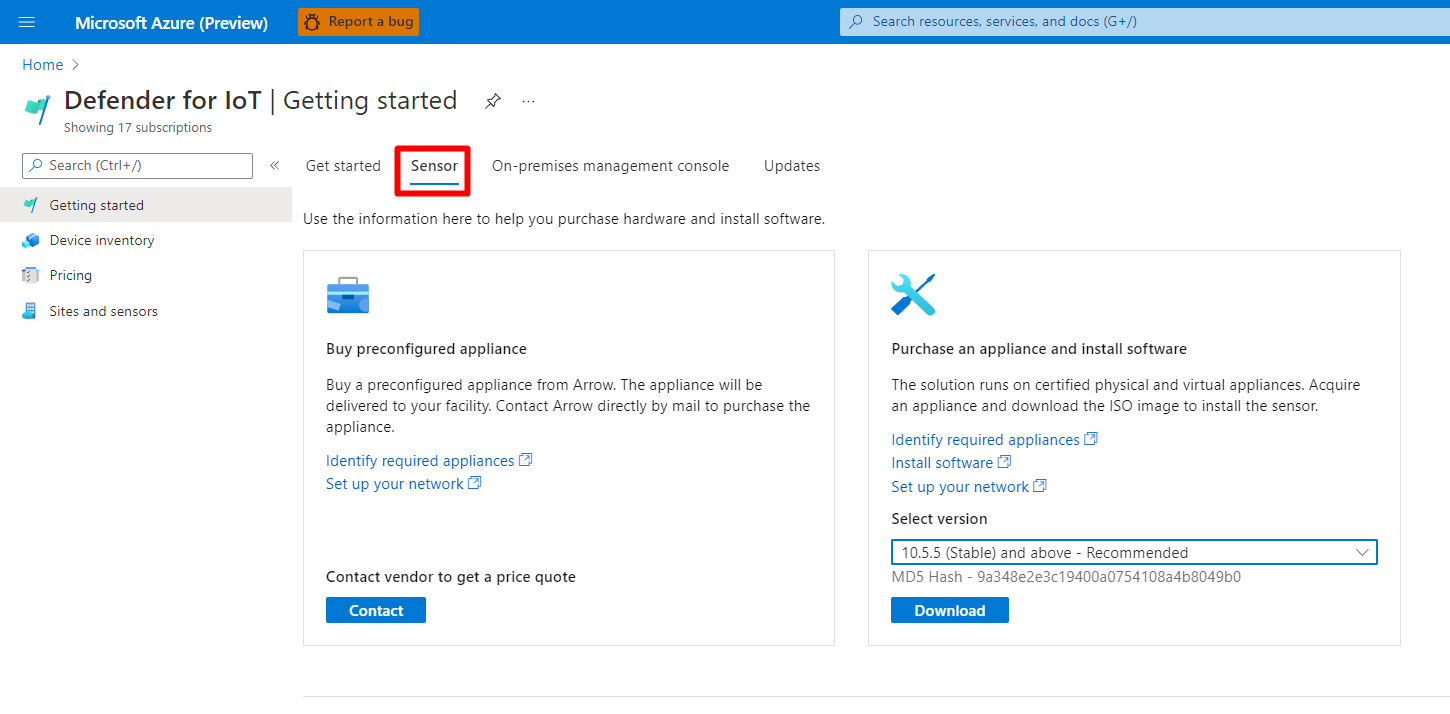 Microsoft Azure (Preview)
Report a bug
Search resources, services, and docs (G+/)
Home
Defender for IoT | Getting started
...
Showing 17 subscriptions
Search (Ctrl+/)
«
Getting started
Device inventory
Pricing
Sites and sensors
Get started
Sensor
On-premises management console
Updates
Use the information here to help you purchase hardware and install software.
Buy preconfigured appliance
Buy a preconfigured appliance from Arrow. The appliance will be
delivered to your facility. Contact Arrow directly by mail to purchase the
appliance.
Identify required appliances
Set up your network
Contact vendor to get a price quote
Contact
Purchase an appliance and install software
The solution runs on certified physical and virtual appliances. Acquire
an appliance and download the ISO image to install the sensor.
Identify required appliances
Install software
Set up your network
Select version
10.5.5 (Stable) and above - Recommended
MD5 Hash - 9a348e2e3c19400a0754108a4b8049b0
Download